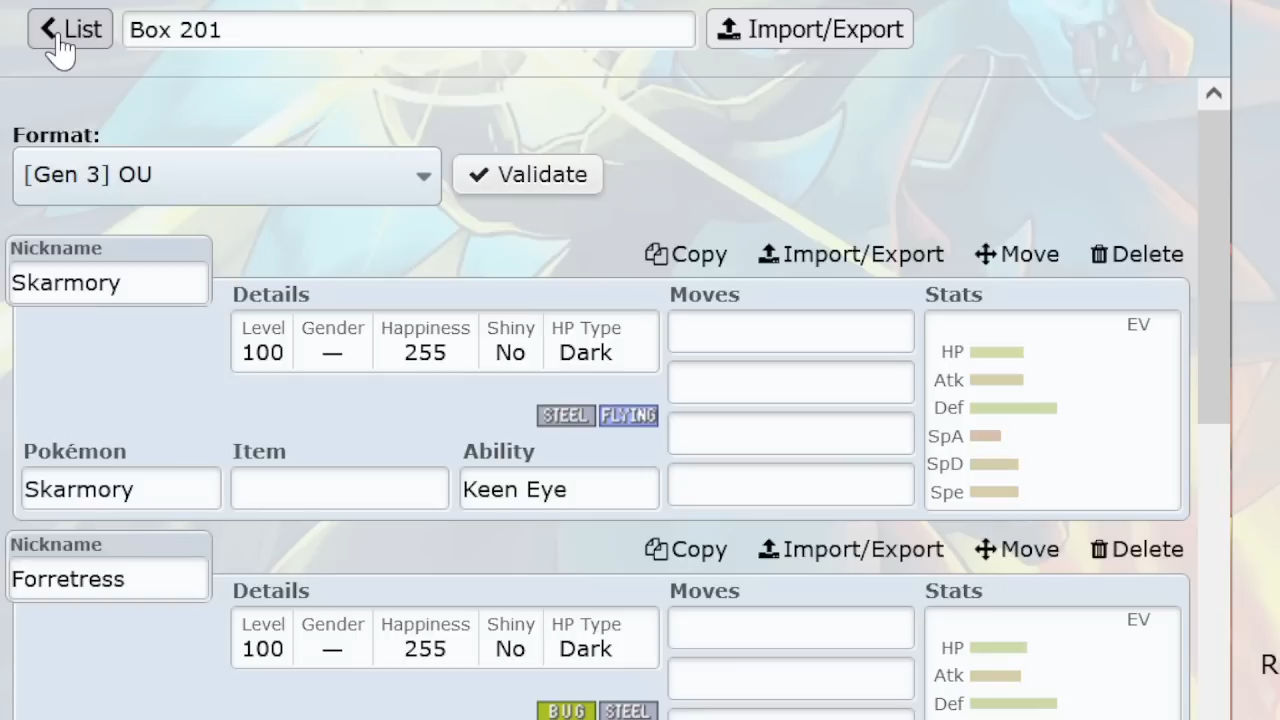 List
Box 201
Import/Export
Format:
[Gen 3] OU
Validate
Nickname
Skarmory
Copy
Import/Export
Move
Delete
Details
Moves
Stats
Level
Gender
Happiness
Shiny
HP Type
EV
100
—
255
No
Dark
HP
Atk
Def
SpA
SpD
Spe
STEEL
FLYING
Pokémon
Item
Ability
Skarmory
Keen Eye
Nickname
Forretress
Copy
Import/Export
Move
Delete
Details
Moves
Stats
Level
Gender
Happiness
Shiny
HP Type
EV
100
—
255
No
Dark
HP
Atk
Def
BUG
STEEL
R